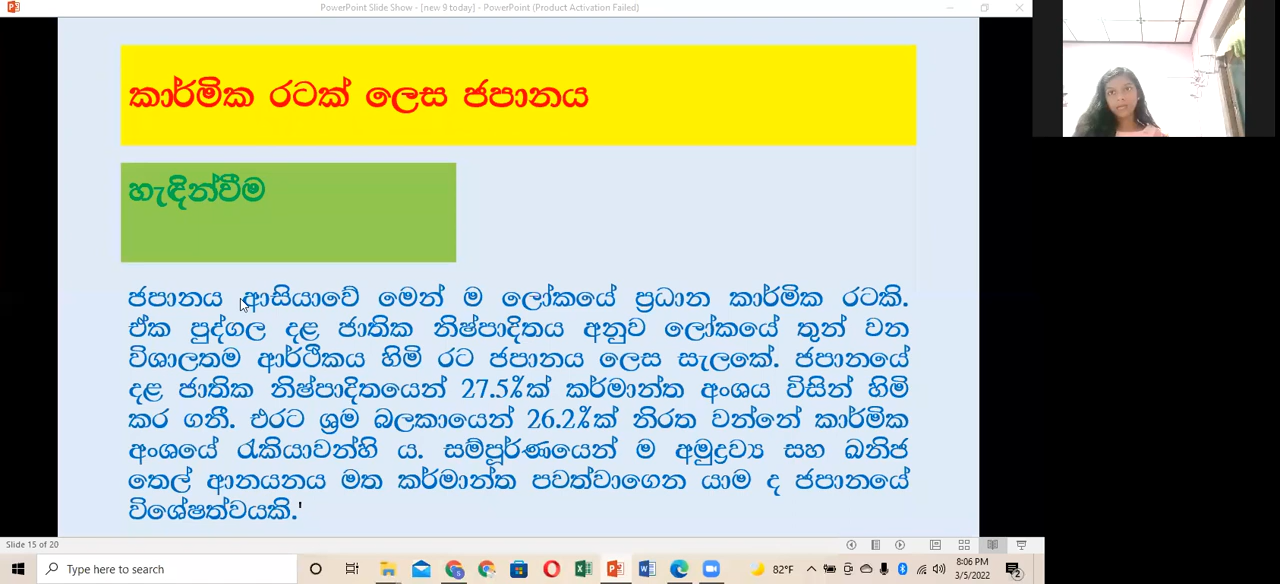 PowerPoint Slide Show - [new 9 today] - PowerPoint (Product Activation Failed)
කාර්මික රටක් ලෙස ජපානය
හැඳින්වීම
ජපානය ආසියාවේ මෙන් ම ලෝකයේ ප්‍රධාන කාර්මික රටකි.
ඒක පුද්ගල දළ ජාතික නිෂ්පාදිතය අනුව ලෝකයේ තුන් වන
විශාලතම ආර්ථිකය හිමි රට ජපානය ලෙස සැලකේ. ජපානයේ
දළ ජාතික නිෂ්පාදිතයෙන් 27.5%ක් කර්මාන්ත අංශය විසින් හිමි
කර ගනී. එරට ශ්‍රම බලකායෙන් 26.2%ක් නිරත වන්නේ කාර්මික
අංශයේ රැකියාවන්හි ය. සම්පූර්ණයෙන් ම අමුද්‍රව්‍ය සහ ඛනිජ
තෙල් ආනයනය මත කර්මාන්ත පවත්වාගෙන යාම ද ජපානයේ
විශේෂත්වයකි.'
Slide 15 of 20
Type here to search
82°F
8:06 PM
3/5/2022
2